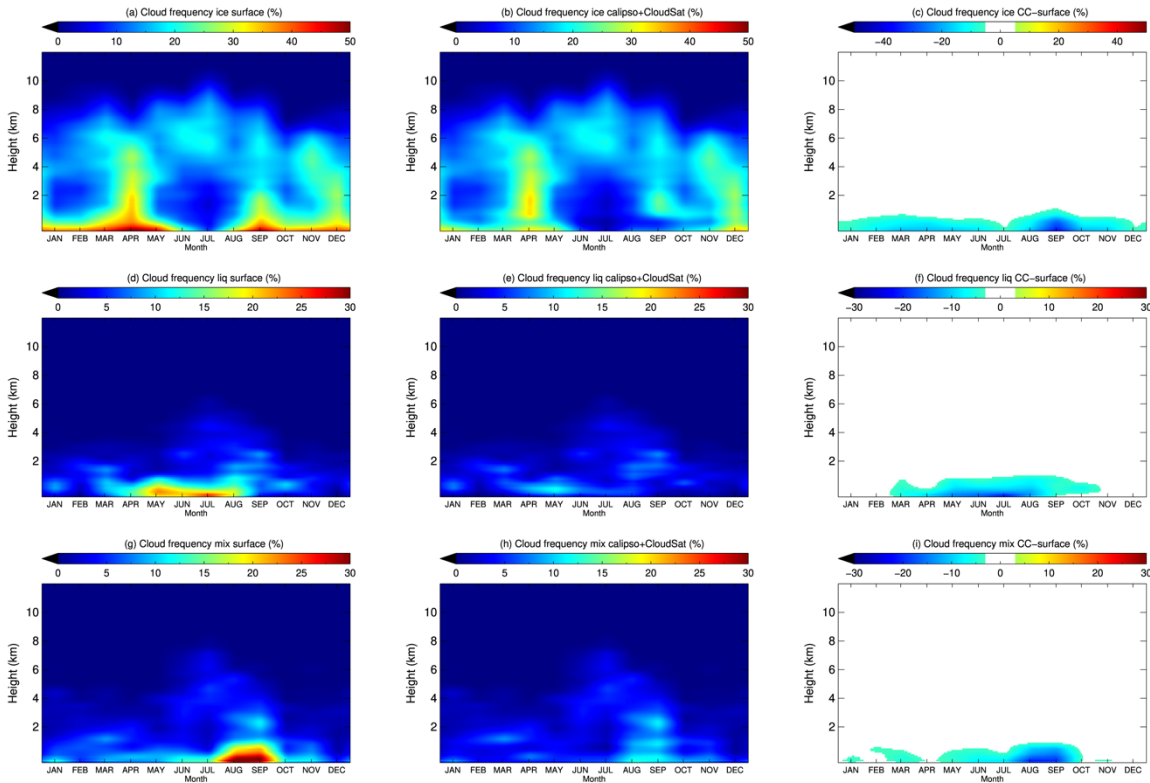 (a) Cloud frequency ice surface (%)
0 10 20 30 40 50
Height (km)
10
8
6
4
2
JAN FEB MAR APR MAY JUN JUL AUG SEP OCT NOV DEC
Month
(b) Cloud frequency ice calipso+CloudSat (%)
0 10 20 30 40 50
Height (km)
10
8
6
4
2
JAN FEB MAR APR MAY JUN JUL AUG SEP OCT NOV DEC
Month
(c) Cloud frequency ice CC-surface (%)
-40 -20 0 20 40
Height (km)
10
8
6
4
2
JAN FEB MAR APR MAY JUN JUL AUG SEP OCT NOV DEC
Month
(d) Cloud frequency liq surface (%)
0 5 10 15 20 25 30
Height (km)
10
8
6
4
2
JAN FEB MAR APR MAY JUN JUL AUG SEP OCT NOV DEC
Month
(e) Cloud frequency liq calipso+CloudSat (%)
0 5 10 15 20 25 30
Height (km)
10
8
6
4
2
JAN FEB MAR APR MAY JUN JUL AUG SEP OCT NOV DEC
Month
(f) Cloud frequency liq CC-surface (%)
-30 -20 -10 0 10 20 30
Height (km)
10
8
6
4
2
JAN FEB MAR APR MAY JUN JUL AUG SEP OCT NOV DEC
Month
(g) Cloud frequency mix surface (%)
0 5 10 15 20 25 30
Height (km)
10
8
6
4
2
JAN FEB MAR APR MAY JUN JUL AUG SEP OCT NOV DEC
Month
(h) Cloud frequency mix calipso+CloudSat (%)
0 5 10 15 20 25 30
Height (km)
10
8
6
4
2
JAN FEB MAR APR MAY JUN JUL AUG SEP OCT NOV DEC
Month
(i) Cloud frequency mix CC-surface (%)
-30 -20 -10 0 10 20 30
Height (km)
10
8
6
4
2
JAN FEB MAR APR MAY JUN JUL AUG SEP OCT NOV DEC
Month